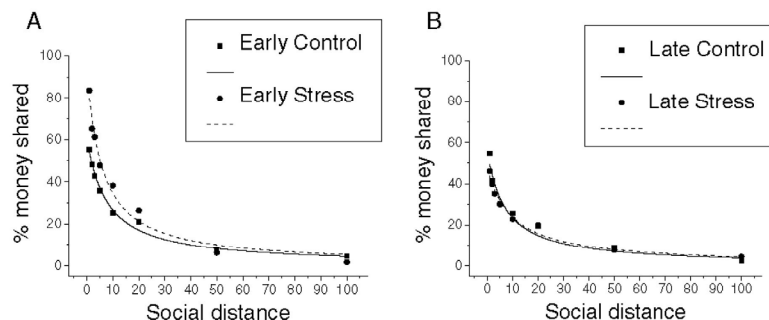 A
Early Control
Early Stress
% money shared
100
80
60
40
20
0
0 10 20 30 40 50 60 70 80 90 100
Social distance
B
Late Control
Late Stress
% money shared
100
80
60
40
20
0
0 10 20 30 40 50 60 70 80 90 100
Social distance